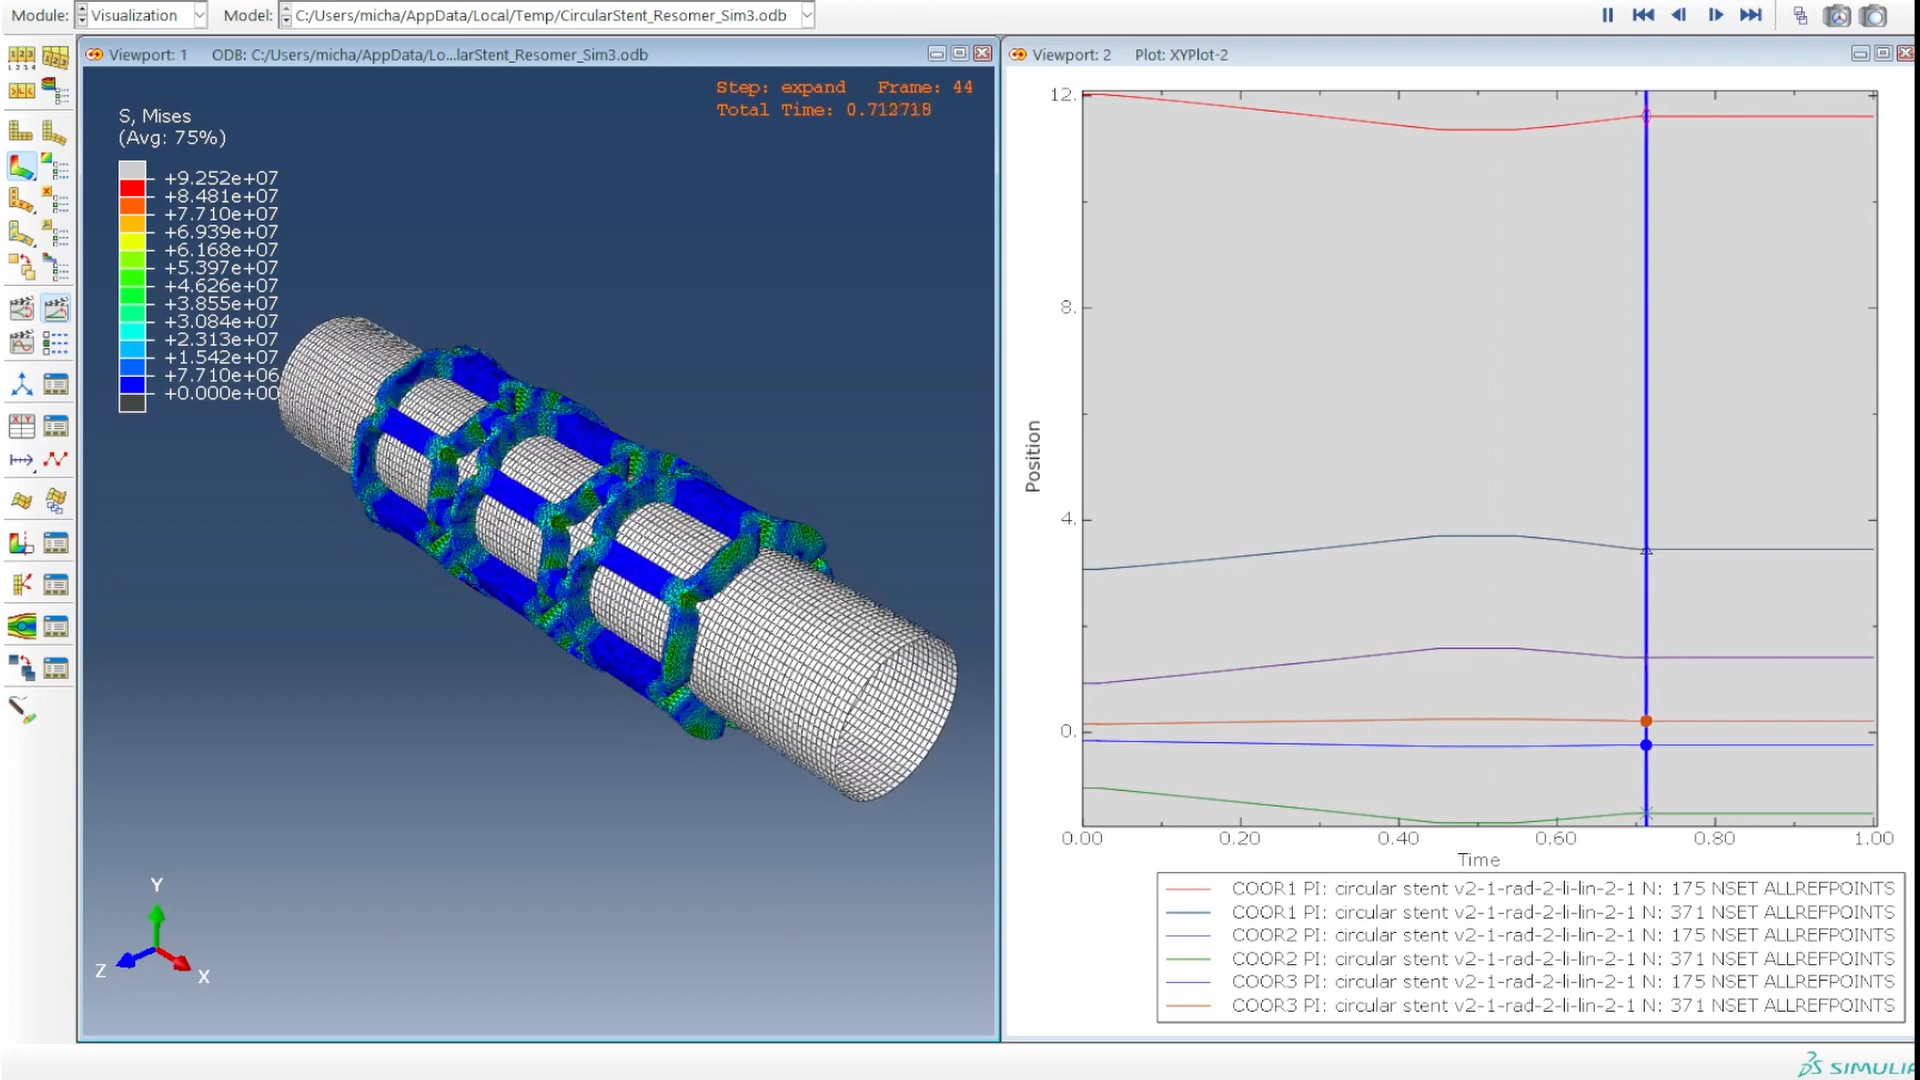 Module: Visualization Model: C:/Users/micha/AppData/Local/Temp/CircularStent_Resomer_Sim3.odb
Viewport: 1 ODB: C:/Users/micha/AppData/Lo...larStent_Resomer_Sim3.odb
Viewport: 2 Plot: XYPlot-2
Step: expand Frame: 44
Total Time: 0.712718
S, Mises
(Avg: 75%)
+9.252e+07
+8.481e+07
+7.710e+07
+6.939e+07
+6.168e+07
+5.397e+07
+4.626e+07
+3.855e+07
+3.084e+07
+2.313e+07
+1.542e+07
+7.710e+06
+0.000e+00
Y
Z
X
12.
8.
4.
0.
Position
0.00 0.20 0.40 0.60 0.80 1.00
Time
COOR1 PI: circular stent v2-1-rad-2-li-lin-2-1 N: 175 NSET ALLREFPOINTS
COOR1 PI: circular stent v2-1-rad-2-li-lin-2-1 N: 371 NSET ALLREFPOINTS
COOR2 PI: circular stent v2-1-rad-2-li-lin-2-1 N: 175 NSET ALLREFPOINTS
COOR2 PI: circular stent v2-1-rad-2-li-lin-2-1 N: 371 NSET ALLREFPOINTS
COOR3 PI: circular stent v2-1-rad-2-li-lin-2-1 N: 175 NSET ALLREFPOINTS
COOR3 PI: circular stent v2-1-rad-2-li-lin-2-1 N: 371 NSET ALLREFPOINTS
SIMULIA